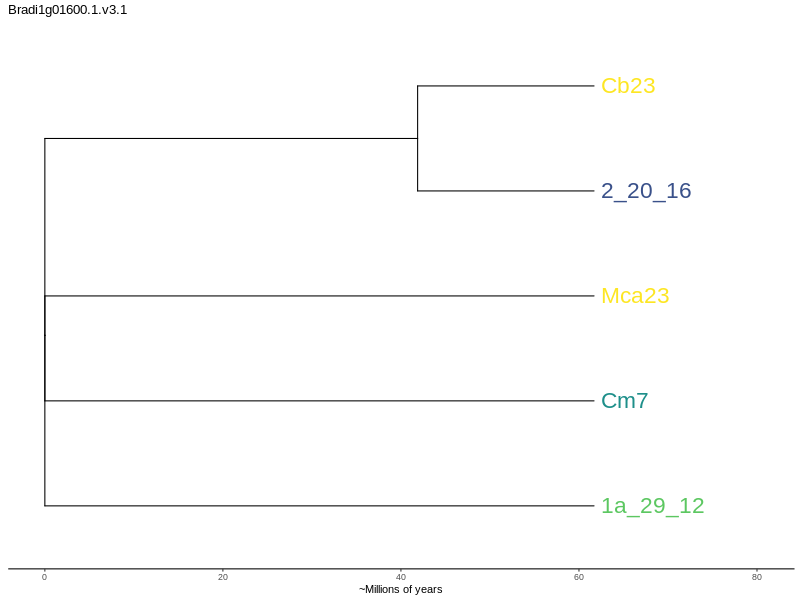 Bradi1g01600.1.v3.1
Cb23
2_20_16
Mca23
Cm7
1a_29_12
0 20 40 60 80
~Millions of years